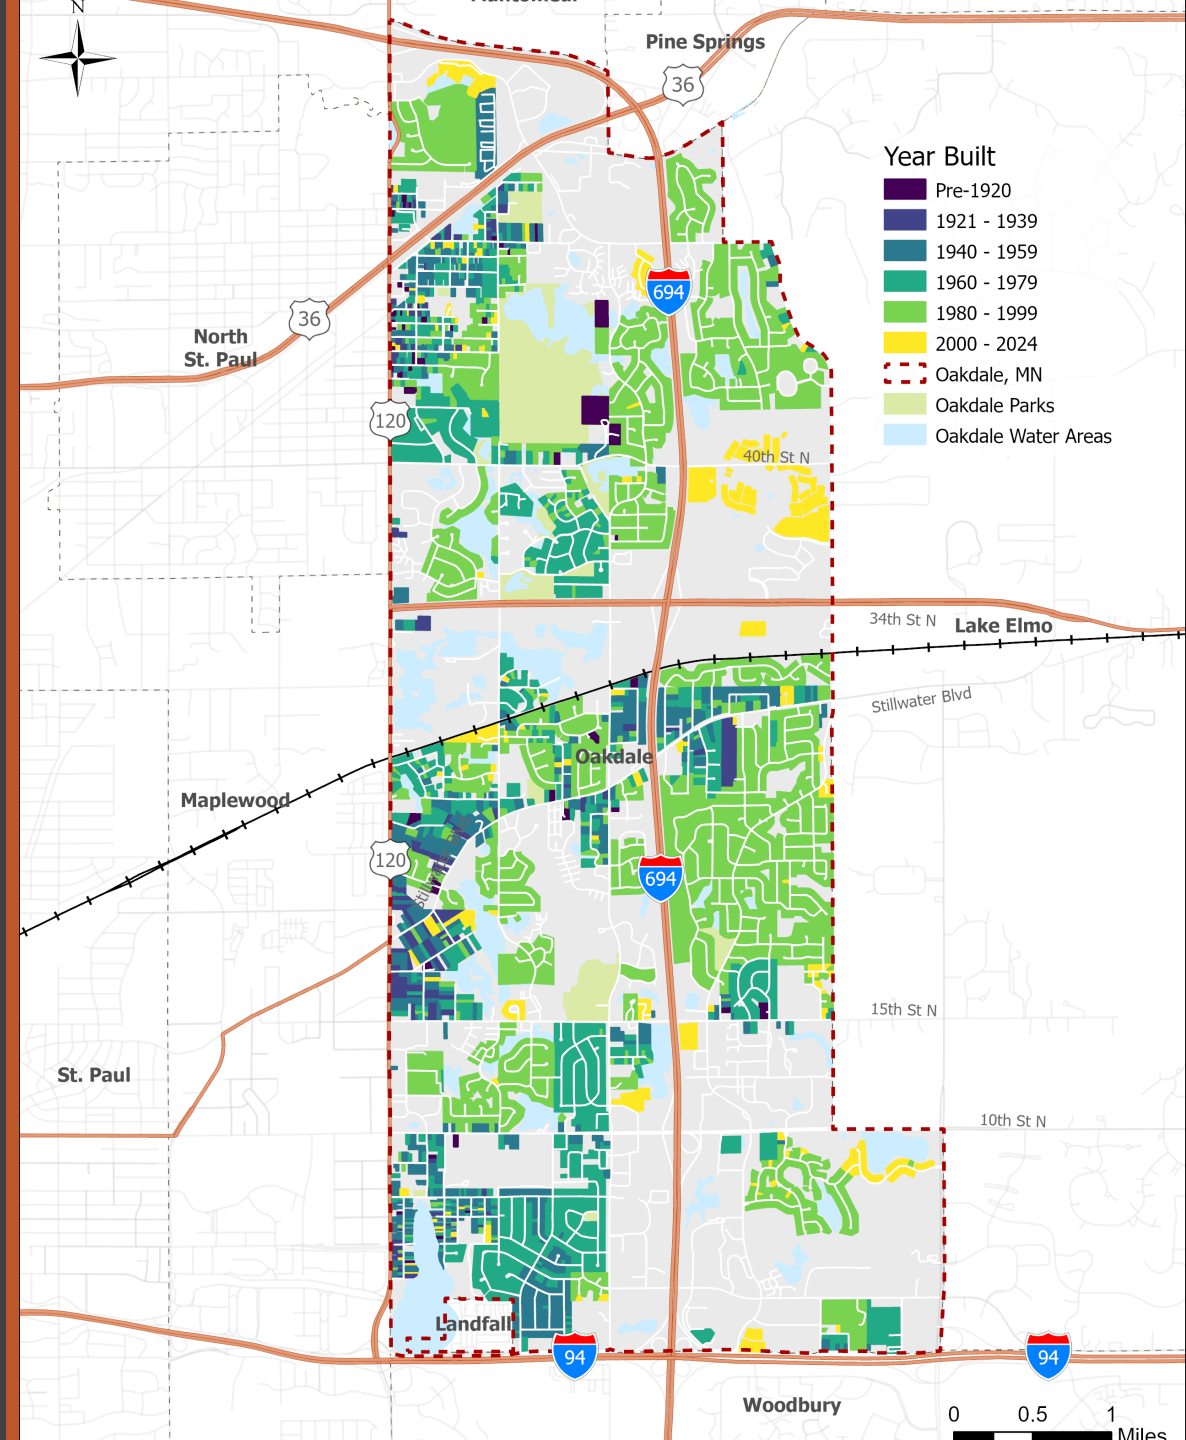 N
Pine Springs
36
Year Built
Pre-1920
1921 - 1939
1940 - 1959
1960 - 1979
1980 - 1999
2000 - 2024
Oakdale, MN
Oakdale Parks
Oakdale Water Areas
694
36
North
St. Paul
120
40th St N
34th St N
Lake Elmo
Stillwater Blvd
Oakdale
Maplewood
120
694
Stillwater Blvd
15th St N
St. Paul
10th St N
Landfall
94
94
Woodbury
0 0.5 1
Miles